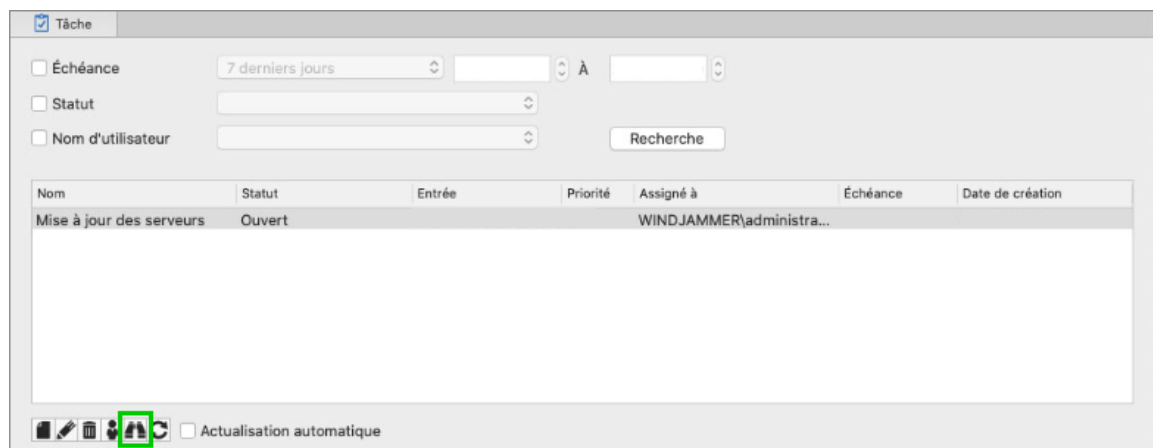 Tâche
Échéance 7 derniers jours À
Statut
Nom d'utilisateur Recherche
Nom Statut Entrée Priorité Assigné à Échéance Date de création
Mise à jour des serveurs Ouvert WINDJAMMER\administra...
Actualisation automatique